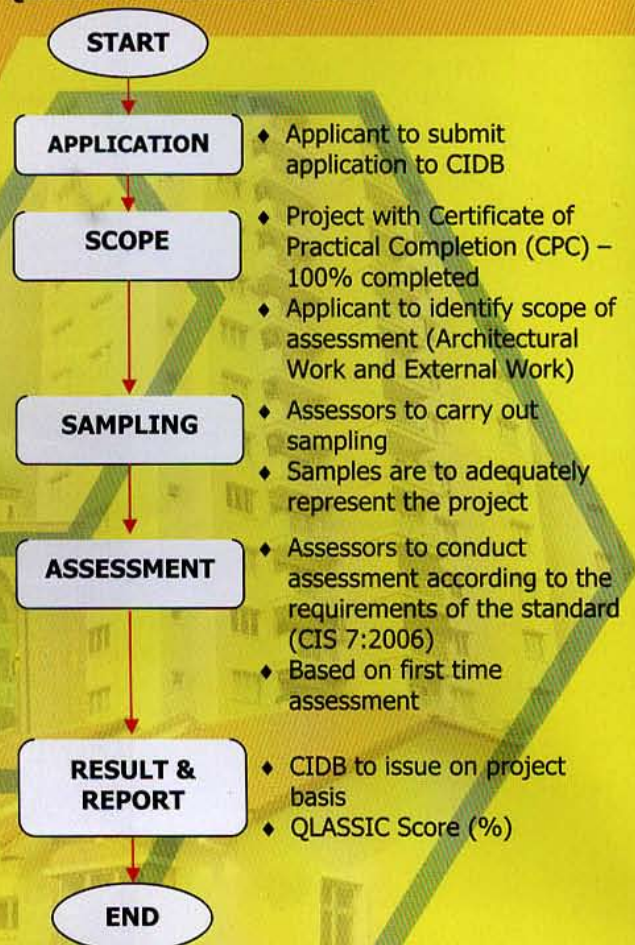 START
APPLICATION
♦ Applicant to submit
application to CIDB
SCOPE
♦ Project with Certificate of
Practical Completion (CPC) –
100% completed
♦ Applicant to identify scope of
assessment (Architectural
Work and External Work)
SAMPLING
♦ Assessors to carry out
sampling
♦ Samples are to adequately
represent the project
ASSESSMENT
♦ Assessors to conduct
assessment according to the
requirements of the standard
(CIS 7:2006)
♦ Based on first time
assessment
RESULT &
REPORT
♦ CIDB to issue on project
basis
♦ QLASSIC Score (%)
END